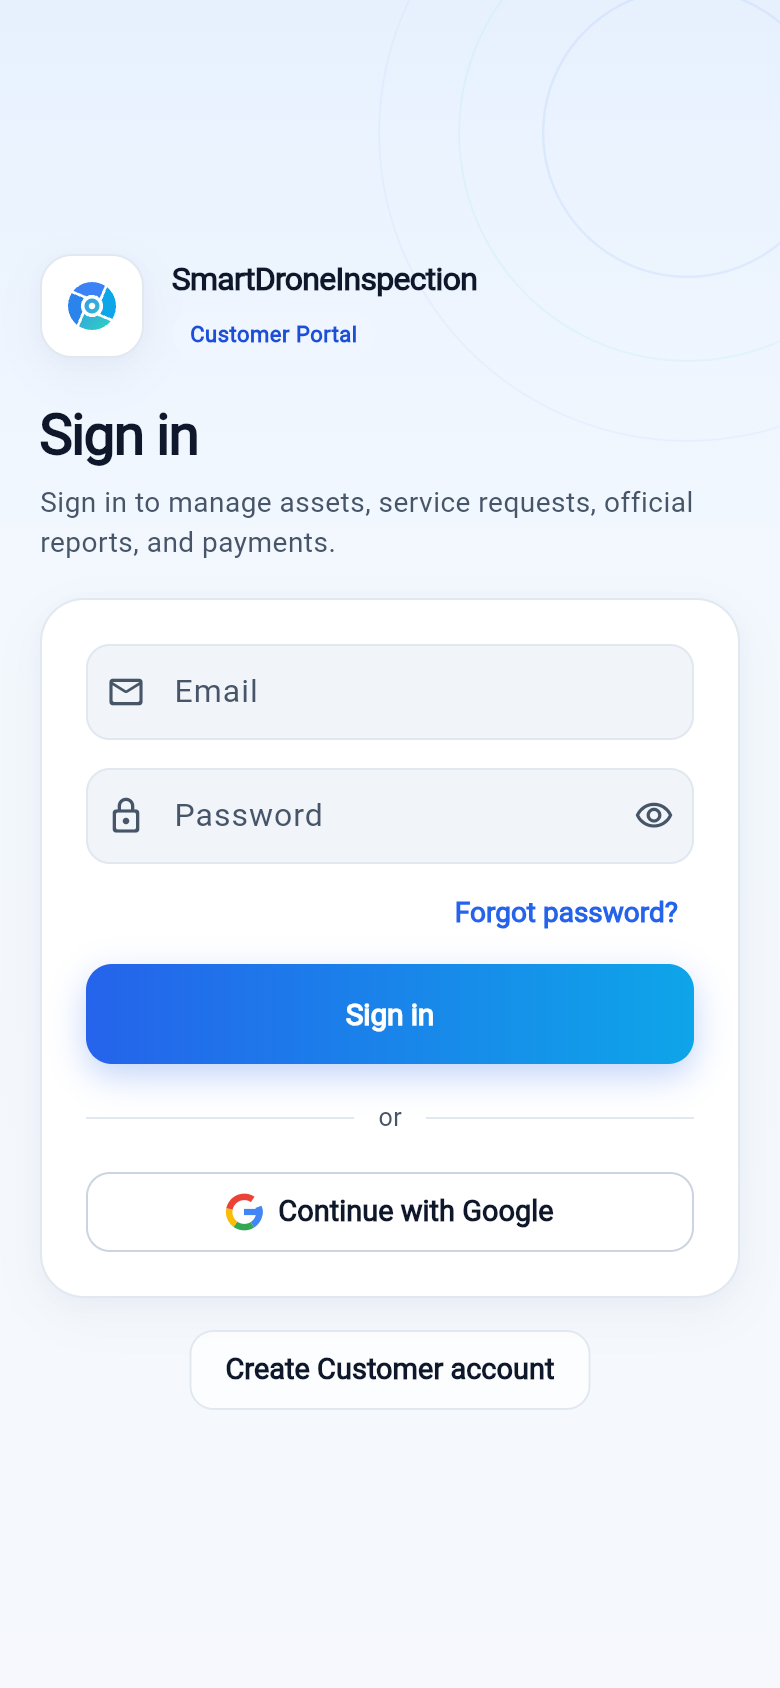 SmartDroneInspection
Customer Portal
Sign in
Sign in to manage assets, service requests, official
reports, and payments.
Email
Password
Forgot password?
Sign in
or
Continue with Google
Create Customer account